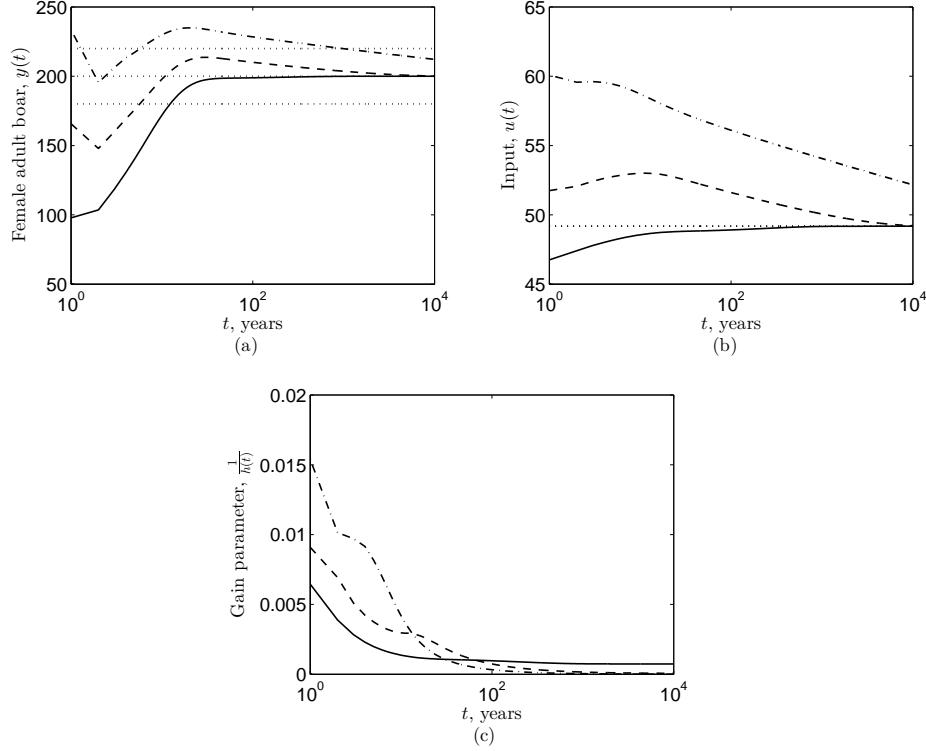 250
200
150
100
50
Female adult boar, y(t)
10^0
10^2
10^4
t, years
(a)
65
60
55
50
45
Input, u(t)
10^0
10^2
10^4
t, years
(b)
0.02
0.015
0.01
0.005
0
Gain parameter, 1/h(t)
10^0
10^2
10^4
t, years
(c)